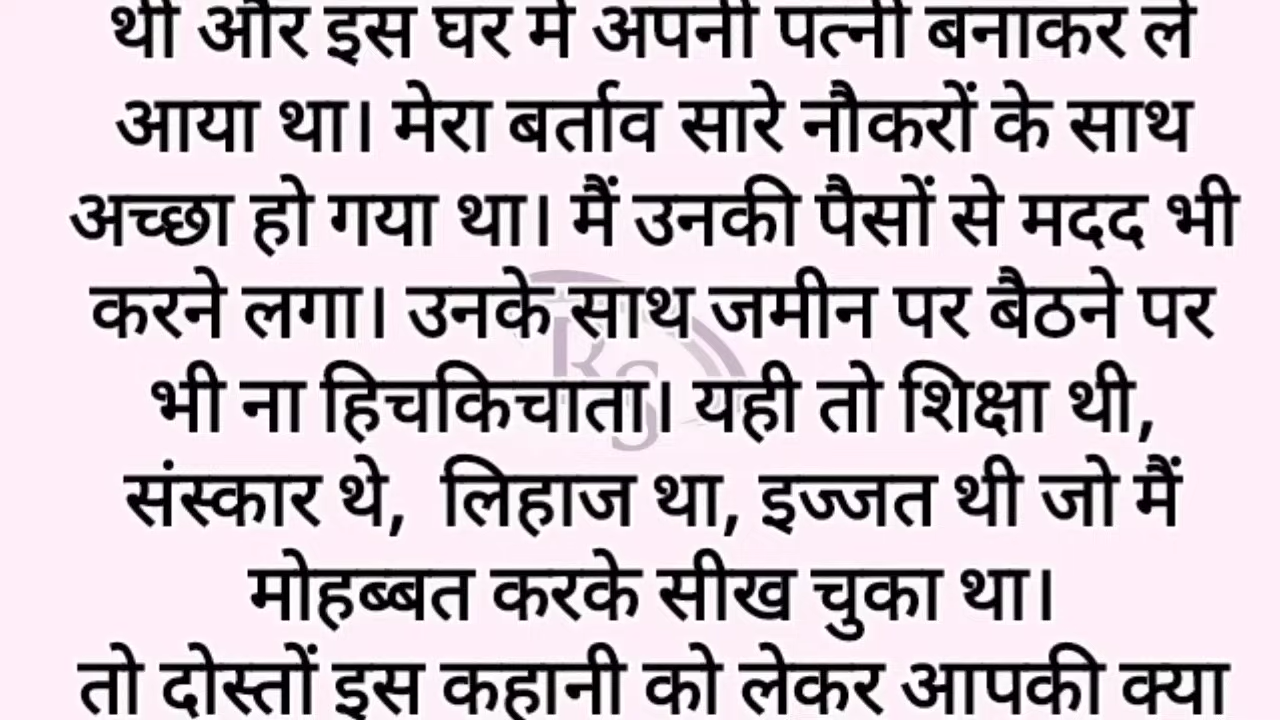 थी और इस घर में अपनी पत्नी बनाकर ले
आया था। मेरा बर्ताव सारे नौकरों के साथ
अच्छा हो गया था। मैं उनकी पैसों से मदद भी
करने लगा। उनके साथ जमीन पर बैठने पर
भी ना हिचकिचाता। यही तो शिक्षा थी,
संस्कार थे, लिहाज था, इज्जत थी जो मैं
मोहब्बत करके सीख चुका था।
तो दोस्तों इस कहानी को लेकर आपकी क्या
RS